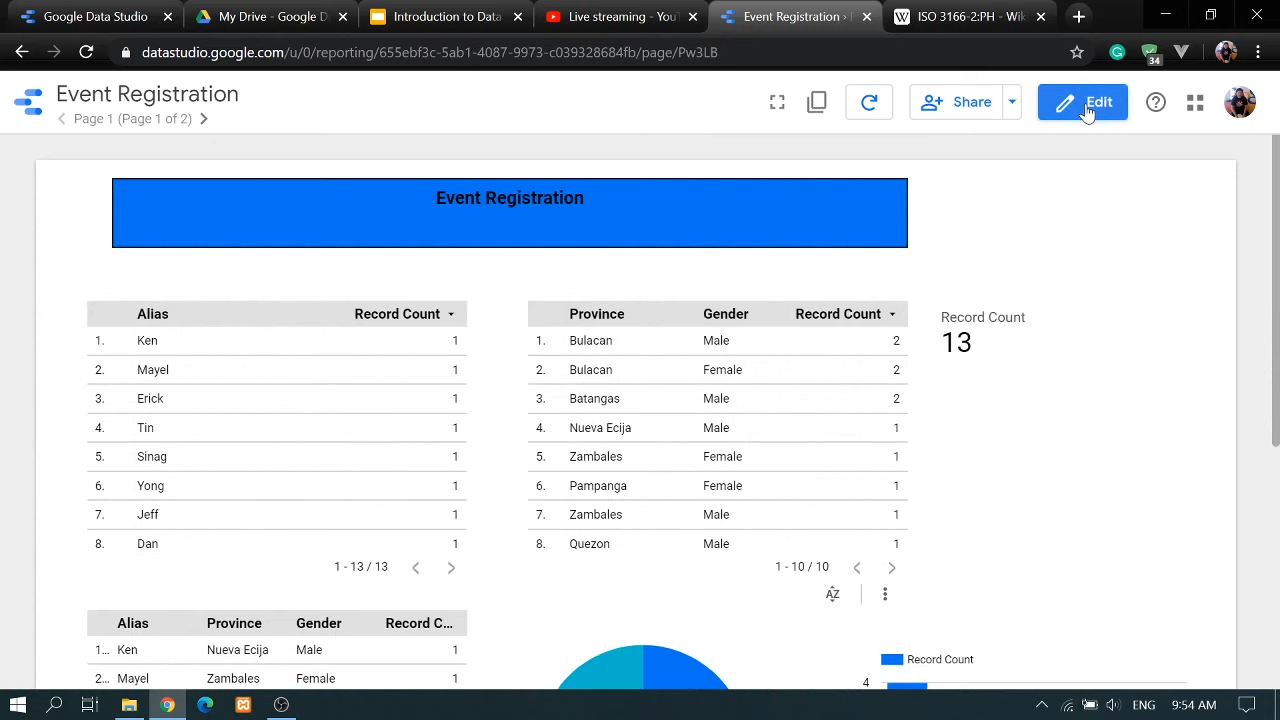 Google Data Studio
My Drive - Google D
Introduction to Data
Live streaming - You
Event Registration ›
ISO 3166-2:PH - Wik
datastudio.google.com/u/0/reporting/655ebf3c-5ab1-4087-9973-c039328684fb/page/Pw3LB
34
Event Registration
Page 1 (Page 1 of 2)
Share
Edit
Event Registration
Alias Record Count
1. Ken 1
2. Mayel 1
3. Erick 1
4. Tin 1
5. Sinag 1
6. Yong 1
7. Jeff 1
8. Dan 1
1 - 13 / 13
Province Gender Record Count
1. Bulacan Male 2
2. Bulacan Female 2
3. Batangas Male 2
4. Nueva Ecija Male 1
5. Zambales Female 1
6. Pampanga Female 1
7. Zambales Male 1
8. Quezon Male 1
1 - 10 / 10
AZ
Record Count
13
Alias Province Gender Record C...
1... Ken Nueva Ecija Male 1
2... Mayel Zambales Female 1
Record Count
4
ENG
9:54 AM